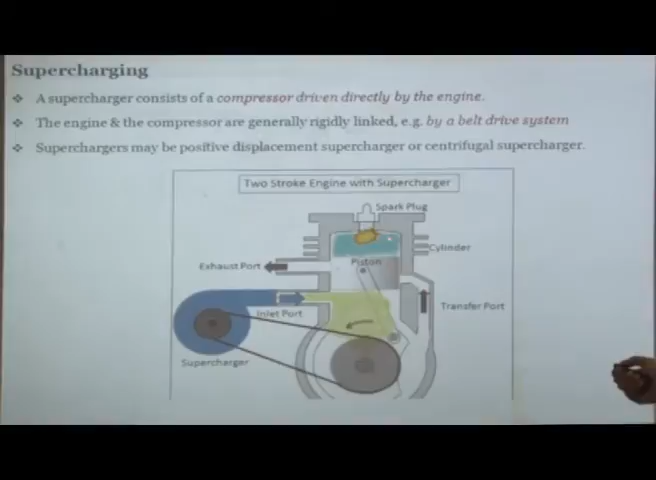 Supercharging
❖ A supercharger consists of a compressor driven directly by the engine.
❖ The engine & the compressor are generally rigidly linked, e.g. by a belt drive system
❖ Superchargers may be positive displacement supercharger or centrifugal supercharger.
Two Stroke Engine with Supercharger
Spark Plug
Cylinder
Piston
Exhaust Port
Inlet Port
Transfer Port
Supercharger